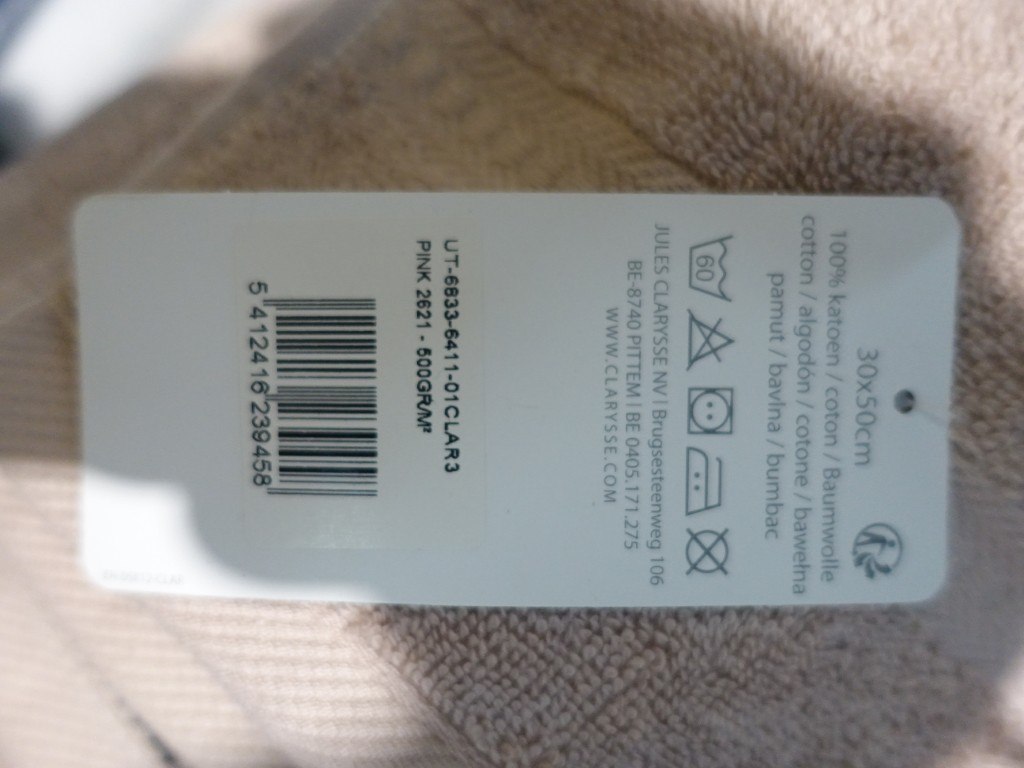 30x50cm
100% katoen / coton / Baumwolle
cotton / algodón / cotone / bawełna
pamut / bavlna / bumbac
60
JULES CLARYSSE NV | Brugsesteenweg 106
BE-8740 PITTEM | BE 0405.171.275
WWW.CLARYSSE.COM
UT-6833-6411-01CLAR3
PINK 2621 - 500GR/M²
5 412416 239458